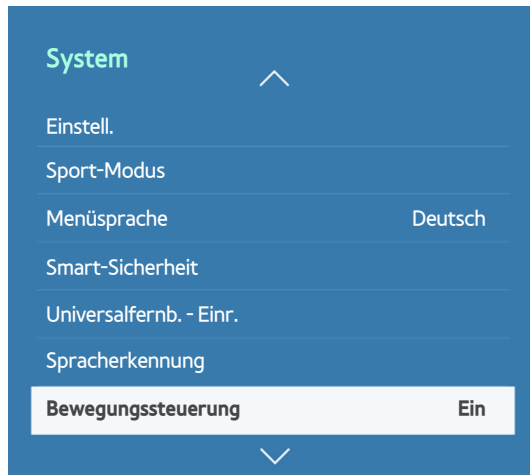 System
Einstell.
Sport-Modus
Menüsprache Deutsch
Smart-Sicherheit
Universalfernb. - Einr.
Spracherkennung
Bewegungssteuerung Ein